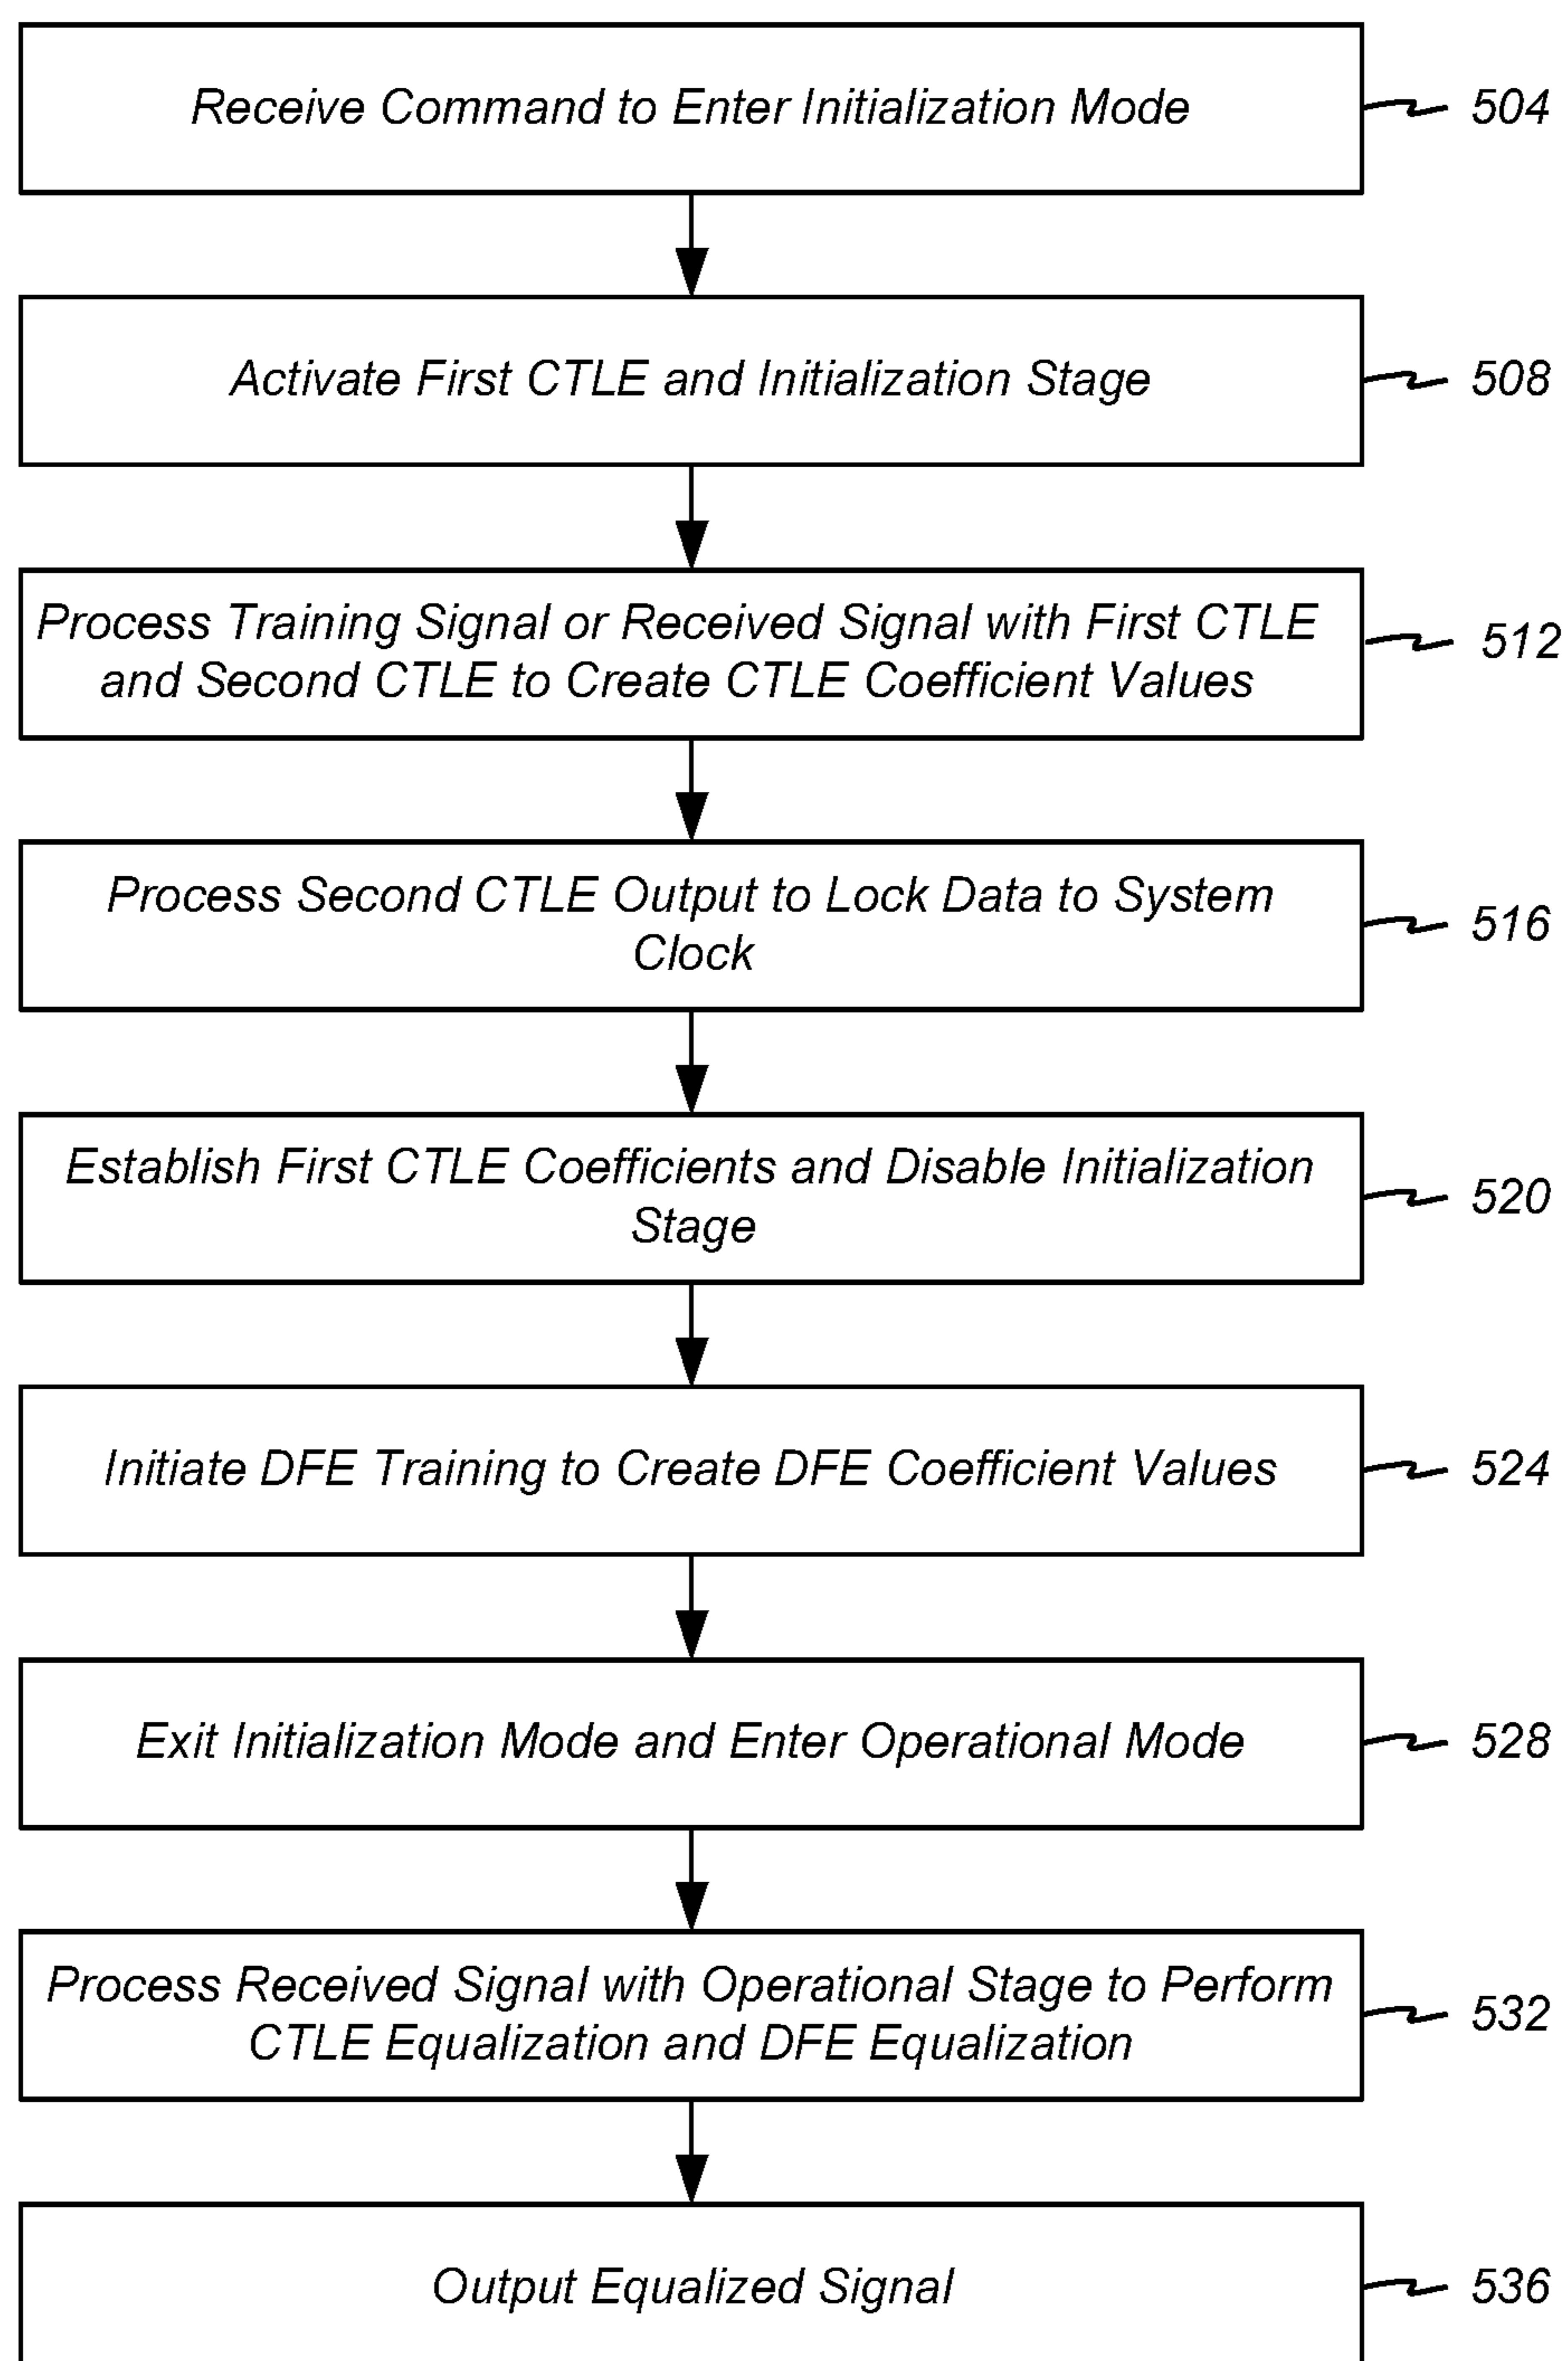 Receive Command to Enter Initialization Mode
504
Activate First CTLE and Initialization Stage
508
Process Training Signal or Received Signal with First CTLE
and Second CTLE to Create CTLE Coefficient Values
512
Process Second CTLE Output to Lock Data to System
Clock
516
Establish First CTLE Coefficients and Disable Initialization
Stage
520
Initiate DFE Training to Create DFE Coefficient Values
524
Exit Initialization Mode and Enter Operational Mode
528
Process Received Signal with Operational Stage to Perform
CTLE Equalization and DFE Equalization
532
Output Equalized Signal
536